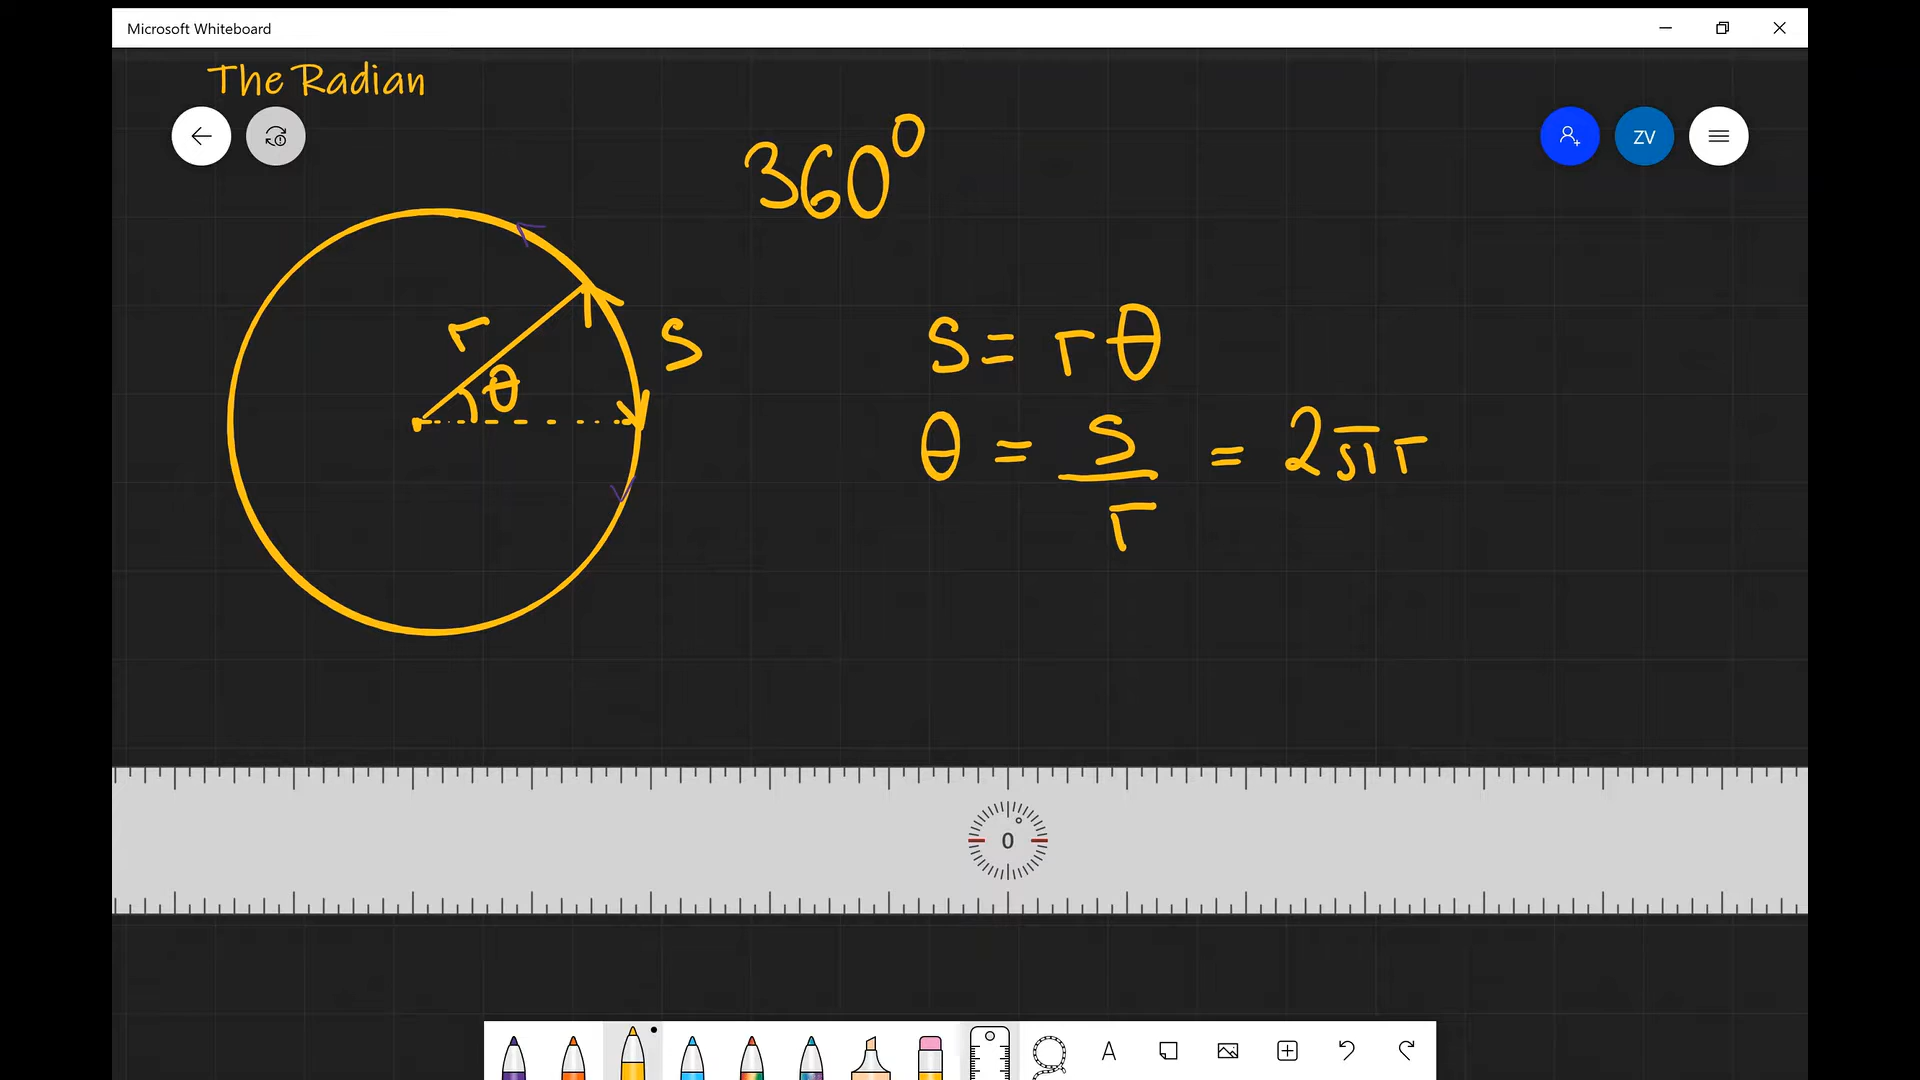 Microsoft Whiteboard
The Radian
ZV
360°
r
θ
S
S = rθ
θ = S/r = 2πr
0°
A